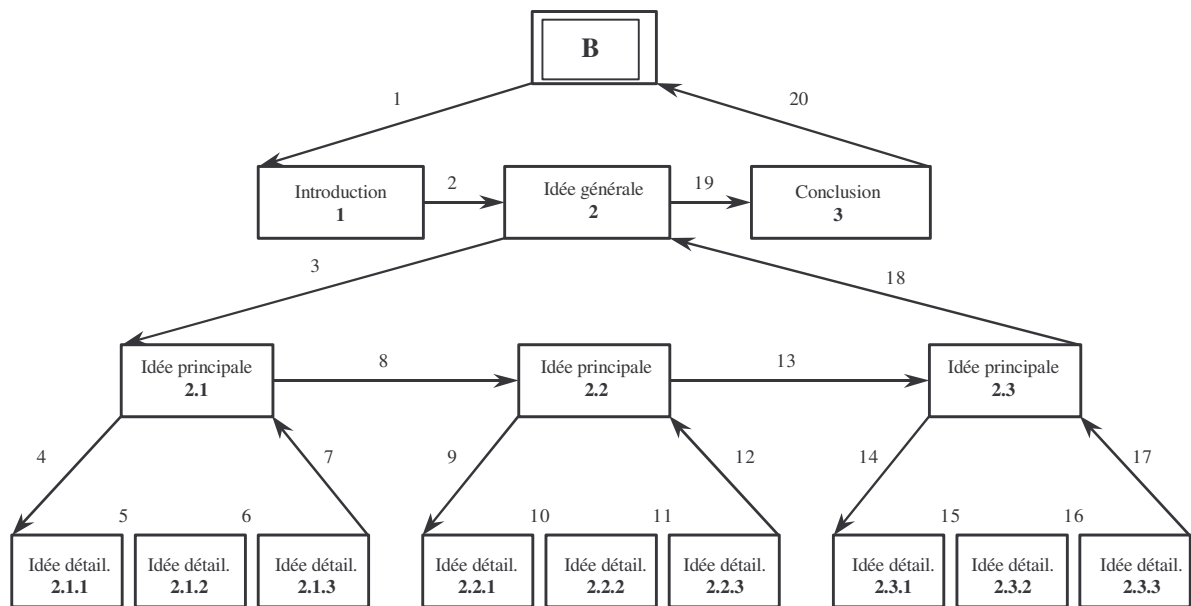 B
1
20
Introduction
1
2
Idée générale
2
19
Conclusion
3
3
18
Idée principale
2.1
8
Idée principale
2.2
13
Idée principale
2.3
4
7
9
12
14
17
5
6
10
11
15
16
Idée détail.
2.1.1
Idée détail.
2.1.2
Idée détail.
2.1.3
Idée détail.
2.2.1
Idée détail.
2.2.2
Idée détail.
2.2.3
Idée détail.
2.3.1
Idée détail.
2.3.2
Idée détail.
2.3.3